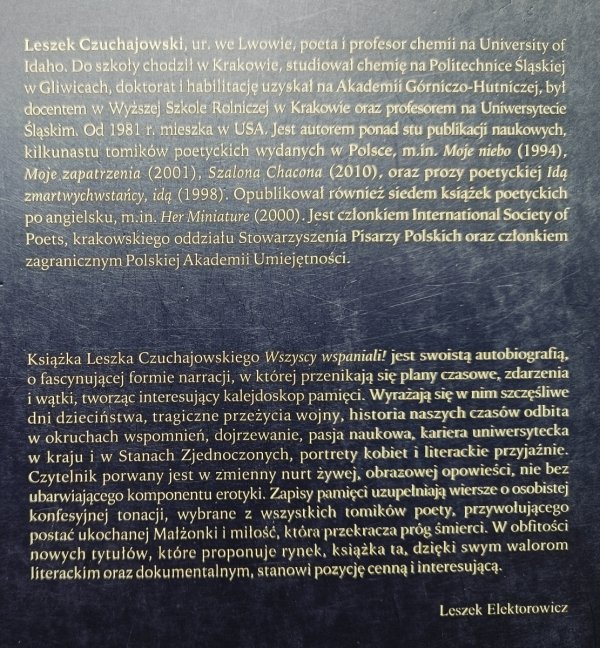 Leszek Czuchajowski, ur. we Lwowie, poeta i profesor chemii na University of
Idaho. Do szkoły chodził w Krakowie, studiował chemię na Politechnice Śląskiej
w Gliwicach, doktorat i habilitację uzyskał na Akademii Górniczo-Hutniczej, był
docentem w Wyższej Szkole Rolniczej w Krakowie oraz profesorem na Uniwersytecie
Śląskim. Od 1981 r. mieszka w USA. Jest autorem ponad stu publikacji naukowych,
kilkunastu tomików poetyckich wydanych w Polsce, m.in. Moje niebo (1994),
Moje zapatrzenia (2001), Szalona Chacona (2010), oraz prozy poetyckiej Idą
zmartwychwstańcy, idą (1998). Opublikował również siedem książek poetyckich
po angielsku, m.in. Her Miniature (2000). Jest członkiem International Society of
Poets, krakowskiego oddziału Stowarzyszenia Pisarzy Polskich oraz członkiem
zagranicznym Polskiej Akademii Umiejętności.
Książka Leszka Czuchajowskiego Wszyscy wspaniali! jest swoistą autobiografią,
o fascynującej formie narracji, w której przenikają się plany czasowe, zdarzenia
i wątki, tworząc interesujący kalejdoskop pamięci. Wyrażają się w nim szczęśliwe
dni dzieciństwa, tragiczne przeżycia wojny, historia naszych czasów odbita
w okruchach wspomnień, dojrzewanie, pasja naukowa, kariera uniwersytecka
w kraju i w Stanach Zjednoczonych, portrety kobiet i literackie przyjaźnie.
Czytelnik porwany jest w zmienny nurt żywej, obrazowej opowieści, nie bez
ubarwiającego komponentu erotyki. Zapisy pamięci uzupełniają wiersze o osobistej
konfesyjnej tonacji, wybrane z wszystkich tomików poety, przywołującego
postać ukochanej Małżonki i miłość, która przekracza próg śmierci. W obfitości
nowych tytułów, które proponuje rynek, książka ta, dzięki swym walorom
literackim oraz dokumentalnym, stanowi pozycję cenną i interesującą.
Leszek Elektorowicz